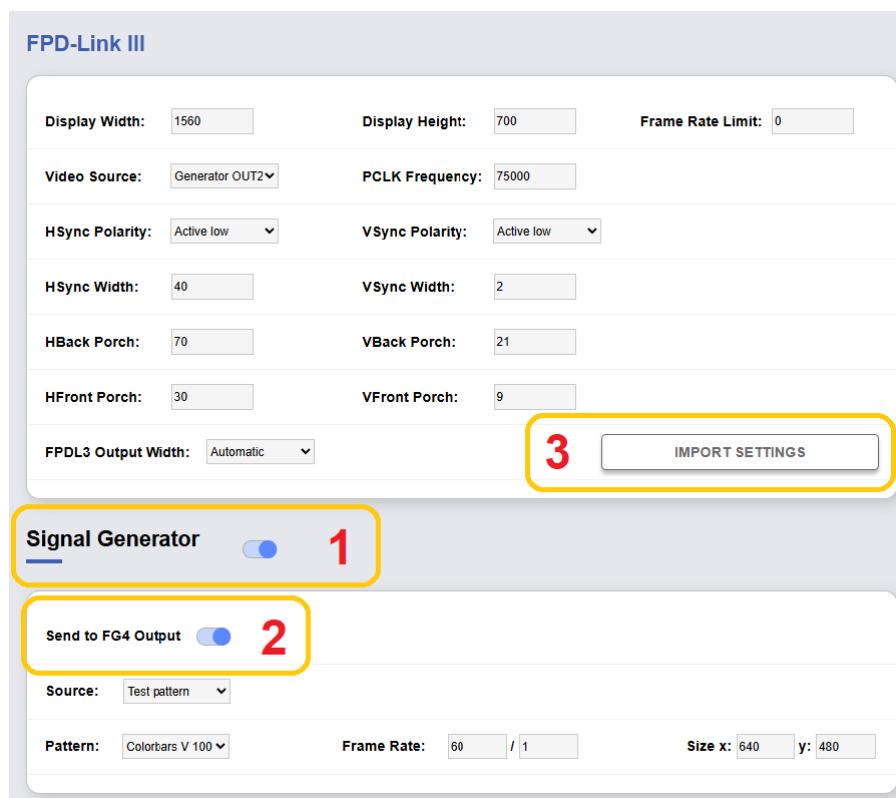 FPD-Link III
Display Width: 1560 Display Height: 700 Frame Rate Limit: 0
Video Source: Generator OUT2 PCLK Frequency: 75000
HSync Polarity: Active low VSync Polarity: Active low
HSync Width: 40 VSync Width: 2
HBack Porch: 70 VBack Porch: 21
HFront Porch: 30 VFront Porch: 9
FPDL3 Output Width: Automatic 3 IMPORT SETTINGS
Signal Generator 1
Send to FG4 Output 2
Source: Test pattern
Pattern: Colorbars V 100 Frame Rate: 60 / 1 Size x: 640 y: 480